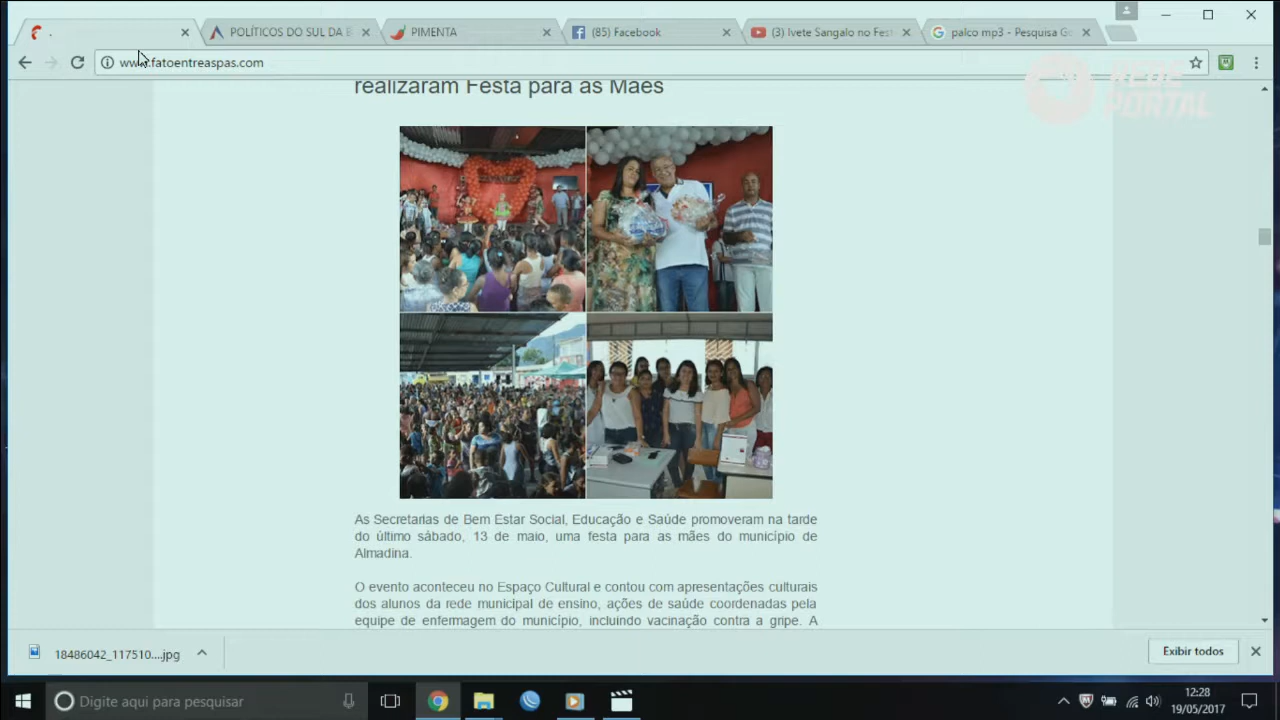 .
POLÍTICOS DO SUL DA B
PIMENTA
(85) Facebook
(3) Ivete Sangalo no Fest
palco mp3 - Pesquisa Go
www.fatoentreaspas.com
REDE
PORTAL
realizaram Festa para as Mães
As Secretarias de Bem Estar Social, Educação e Saúde promoveram na tarde
do último sábado, 13 de maio, uma festa para as mães do município de
Almadina.
O evento aconteceu no Espaço Cultural e contou com apresentações culturais
dos alunos da rede municipal de ensino, ações de saúde coordenadas pela
equipe de enfermagem do município, incluindo vacinação contra a gripe. A
18486042_117510....jpg
Exibir todos
Digite aqui para pesquisar
12:28
19/05/2017